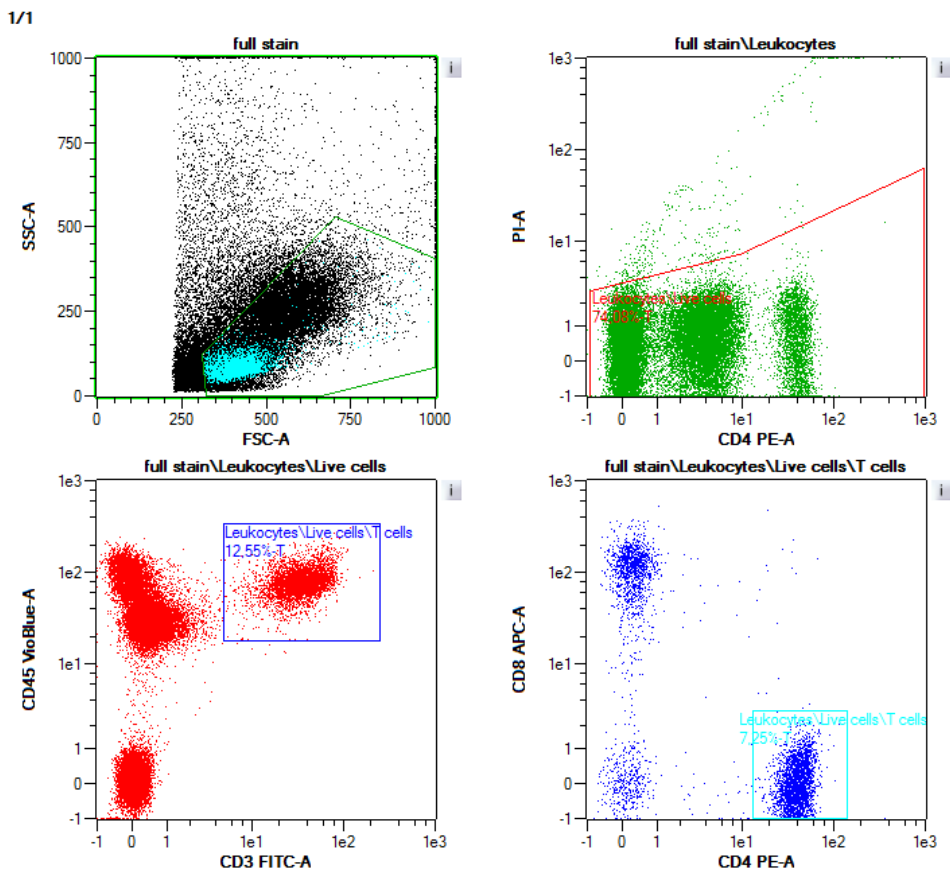 1/1
full stain
1000
750
500
250
0
SSC-A
0
250
500
750
1000
FSC-A
i
full stain\Leukocytes
1e3
1e2
1e1
1
0
-1
PI-A
Leukocytes\Live cells
74,08%-T
-1
0
1
1e1
1e2
1e3
CD4 PE-A
i
full stain\Leukocytes\Live cells
1e3
1e2
1e1
1
0
-1
CD45 VioBlue-A
Leukocytes\Live cells\T cells
12,55%-T
-1
0
1
1e1
1e2
1e3
CD3 FITC-A
i
full stain\Leukocytes\Live cells\T cells
1e3
1e2
1e1
1
0
-1
CD8 APC-A
Leukocytes\Live cells\T cells
7,25%-T
-1
0
1
1e1
1e2
1e3
CD4 PE-A
i